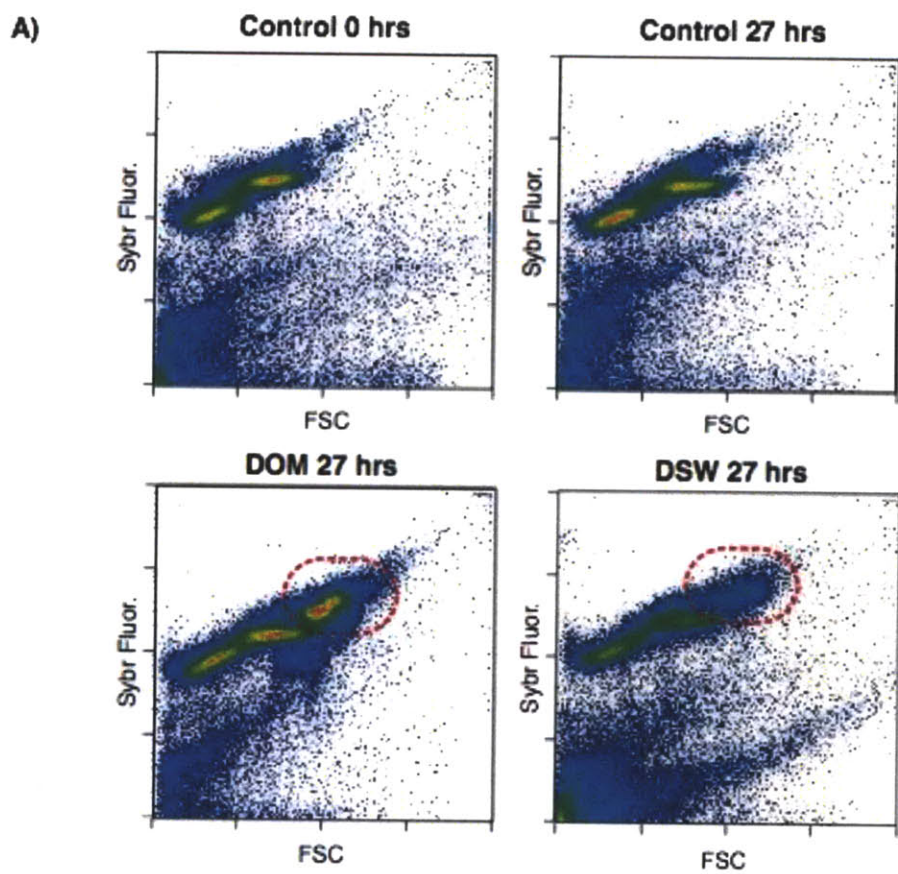 A)
Control 0 hrs
Control 27 hrs
Sybr Fluor.
Sybr Fluor.
FSC
FSC
DOM 27 hrs
DSW 27 hrs
Sybr Fluor.
Sybr Fluor.
FSC
FSC